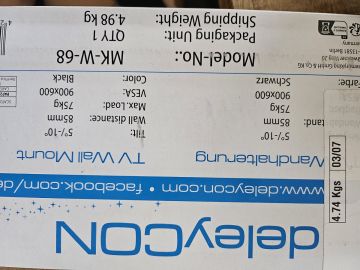 deleyCON
www.deleycon.com • facebook.com/de
Wandhalterung
TV Wall Mount
5°/-10°
Tilt: 5°/-10°
85mm
Wall distance: 85mm
75kg
Max. Load: 75kg
900x600
VESA: 900x600
Schwarz
Color: Black
Model-No.: MK-W-68
Packaging Unit: QTY 1
Shipping Weight: 4,98 kg
4.74 Kgs
03/07